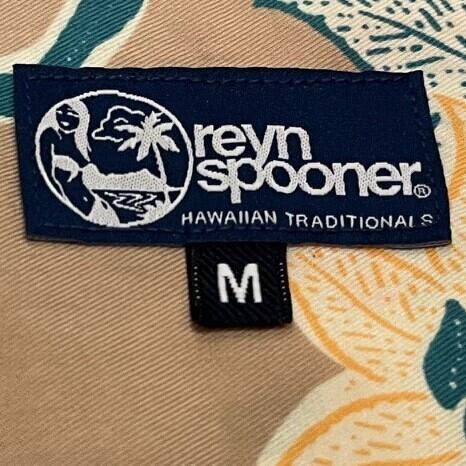 reyn
spooner®
HAWAIIAN TRADITIONALS
M